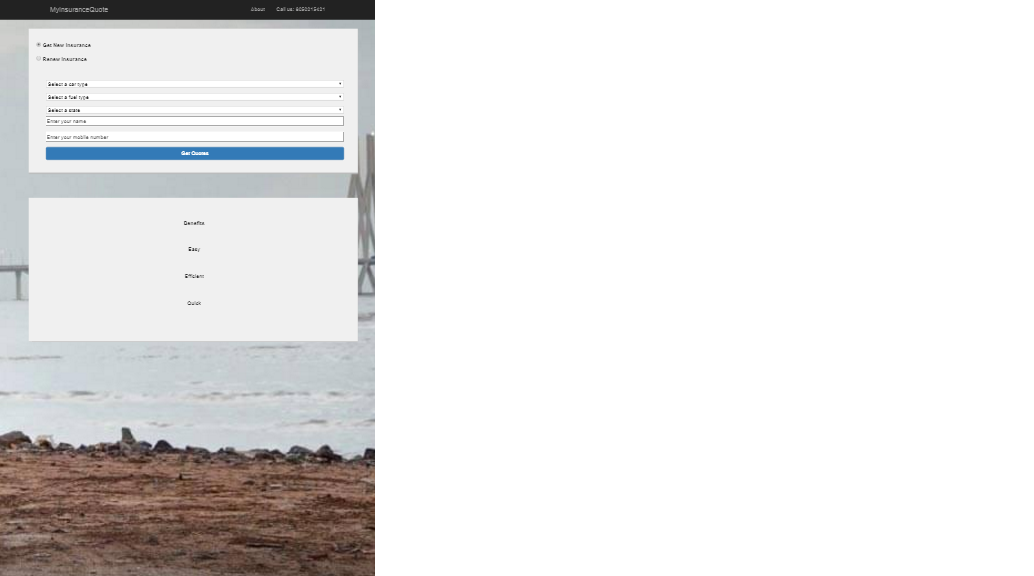 MyInsuranceQuote About Call us: 8050015421
Get New Insurance
Renew Insurance
Select a car type
Select a fuel type
Select a state
Enter your name
Enter your mobile number
Get Quotes
Benefits
Easy
Efficient
Quick